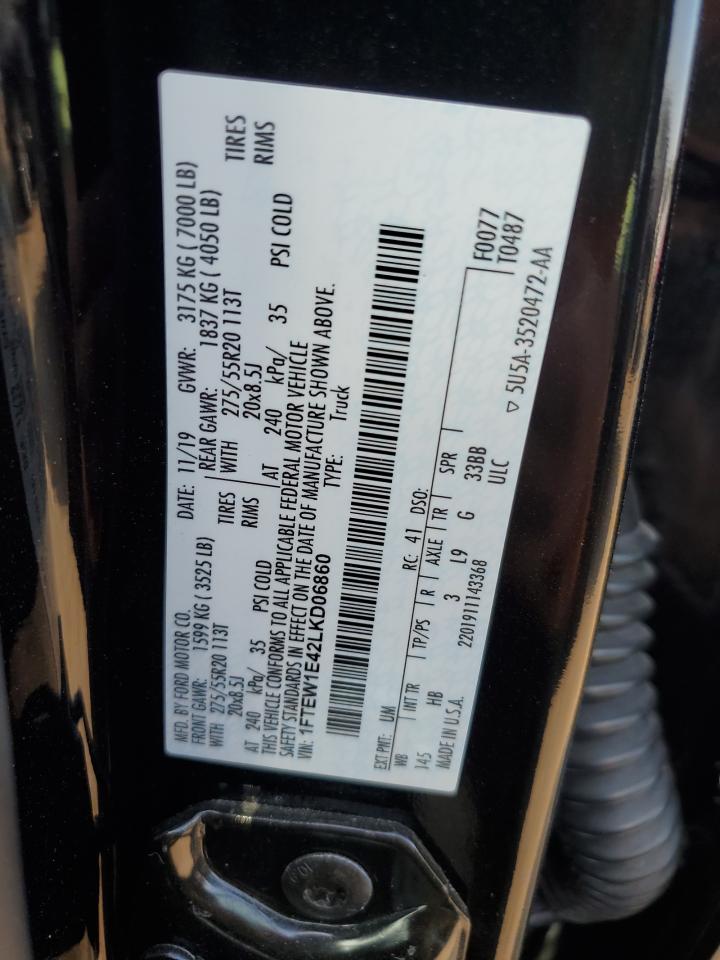 MFD. BY FORD MOTOR CO.
DATE: 11/19 GVWR: 3175 KG ( 7000 LB)
FRONT GAWR: 1599 KG ( 3525 LB) REAR GAWR: 1837 KG ( 4050 LB)
WITH 275/55R20 113T TIRES WITH 275/55R20 113T TIRES
20x8.5J RIMS 20x8.5J RIMS
AT 240 kPa/ 35 PSI COLD AT 240 kPa/ 35 PSI COLD
THIS VEHICLE CONFORMS TO ALL APPLICABLE FEDERAL MOTOR VEHICLE
SAFETY STANDARDS IN EFFECT ON THE DATE OF MANUFACTURE SHOWN ABOVE.
VIN: 1FTEW1E42LKD06860 TYPE: Truck
EXT PNT: UM RC: 41 DSO:
WB INT TR TP/PS R AXLE TR SPR F0077
145 HB 3 L9 G 33BB T0487
MADE IN U.S.A. 2201911143368 ULC
▽ 5U5A-3520472-AA